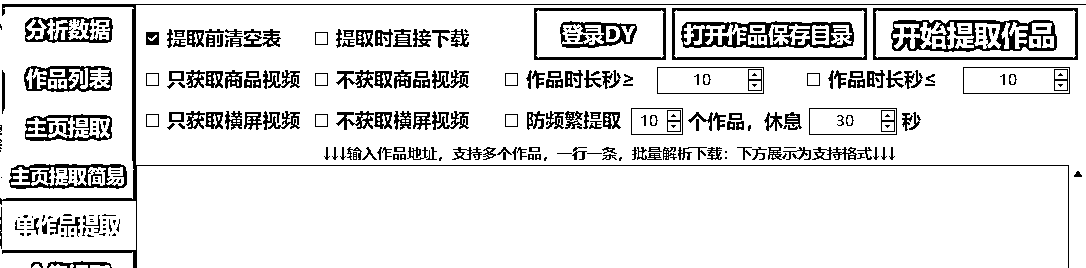 分析数据
作品列表
主页提取
主页提取简易
单作品提取
提取前清空表 提取时直接下载 登录DY 打开作品保存目录 开始提取作品
只获取商品视频 不获取商品视频 作品时长秒≥ 10 作品时长秒≤ 10
只获取横屏视频 不获取横屏视频 防频繁提取 10 个作品，休息 30 秒
↓↓↓输入作品地址，支持多个作品，一行一条，批量解析下载：下方展示为支持格式↓↓↓